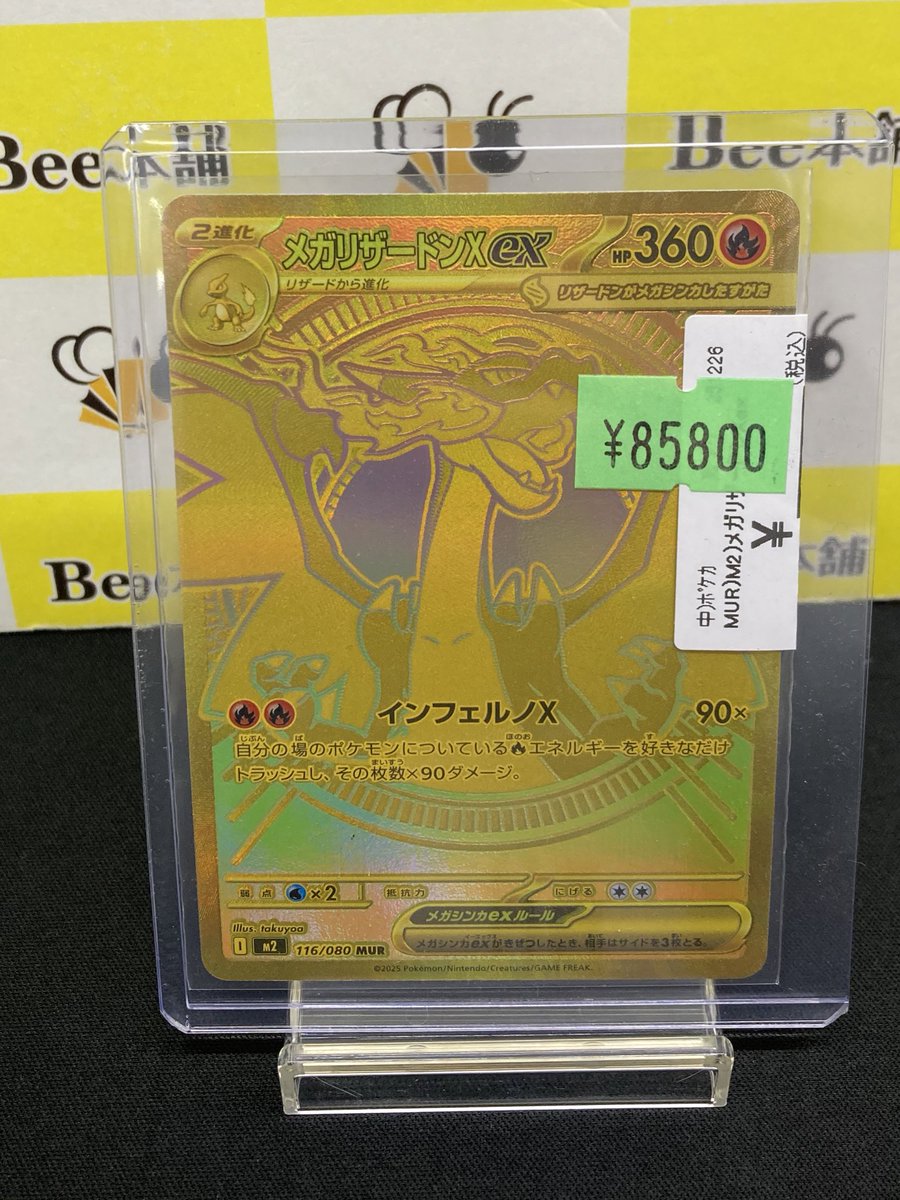 Bee本舗
Bee本舗
2進化
メガリザードンXex
HP360
リザードから進化
リザードンがメガシンカしたすがた
226
(税込)
¥85800
¥
中)ポケカ
MUR)M2)メガリザ
Bee本舗
インフェルノX
90×
自分の場のポケモンについているエネルギーを好きなだけ
トラッシュし、その枚数×90ダメージ。
弱点
×2
抵抗力
にげる
メガシンカexルール
メガシンカexがきぜつしたとき、相手はサイドを3枚とる。
Illus. takuyoa
I
m2
116/080 MUR
©2025 Pokémon/Nintendo/Creatures/GAME FREAK.